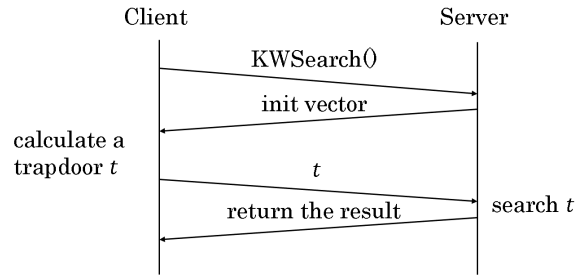 Client
Server
KWSearch()
init vector
calculate a
trapdoor t
t
return the result
search t